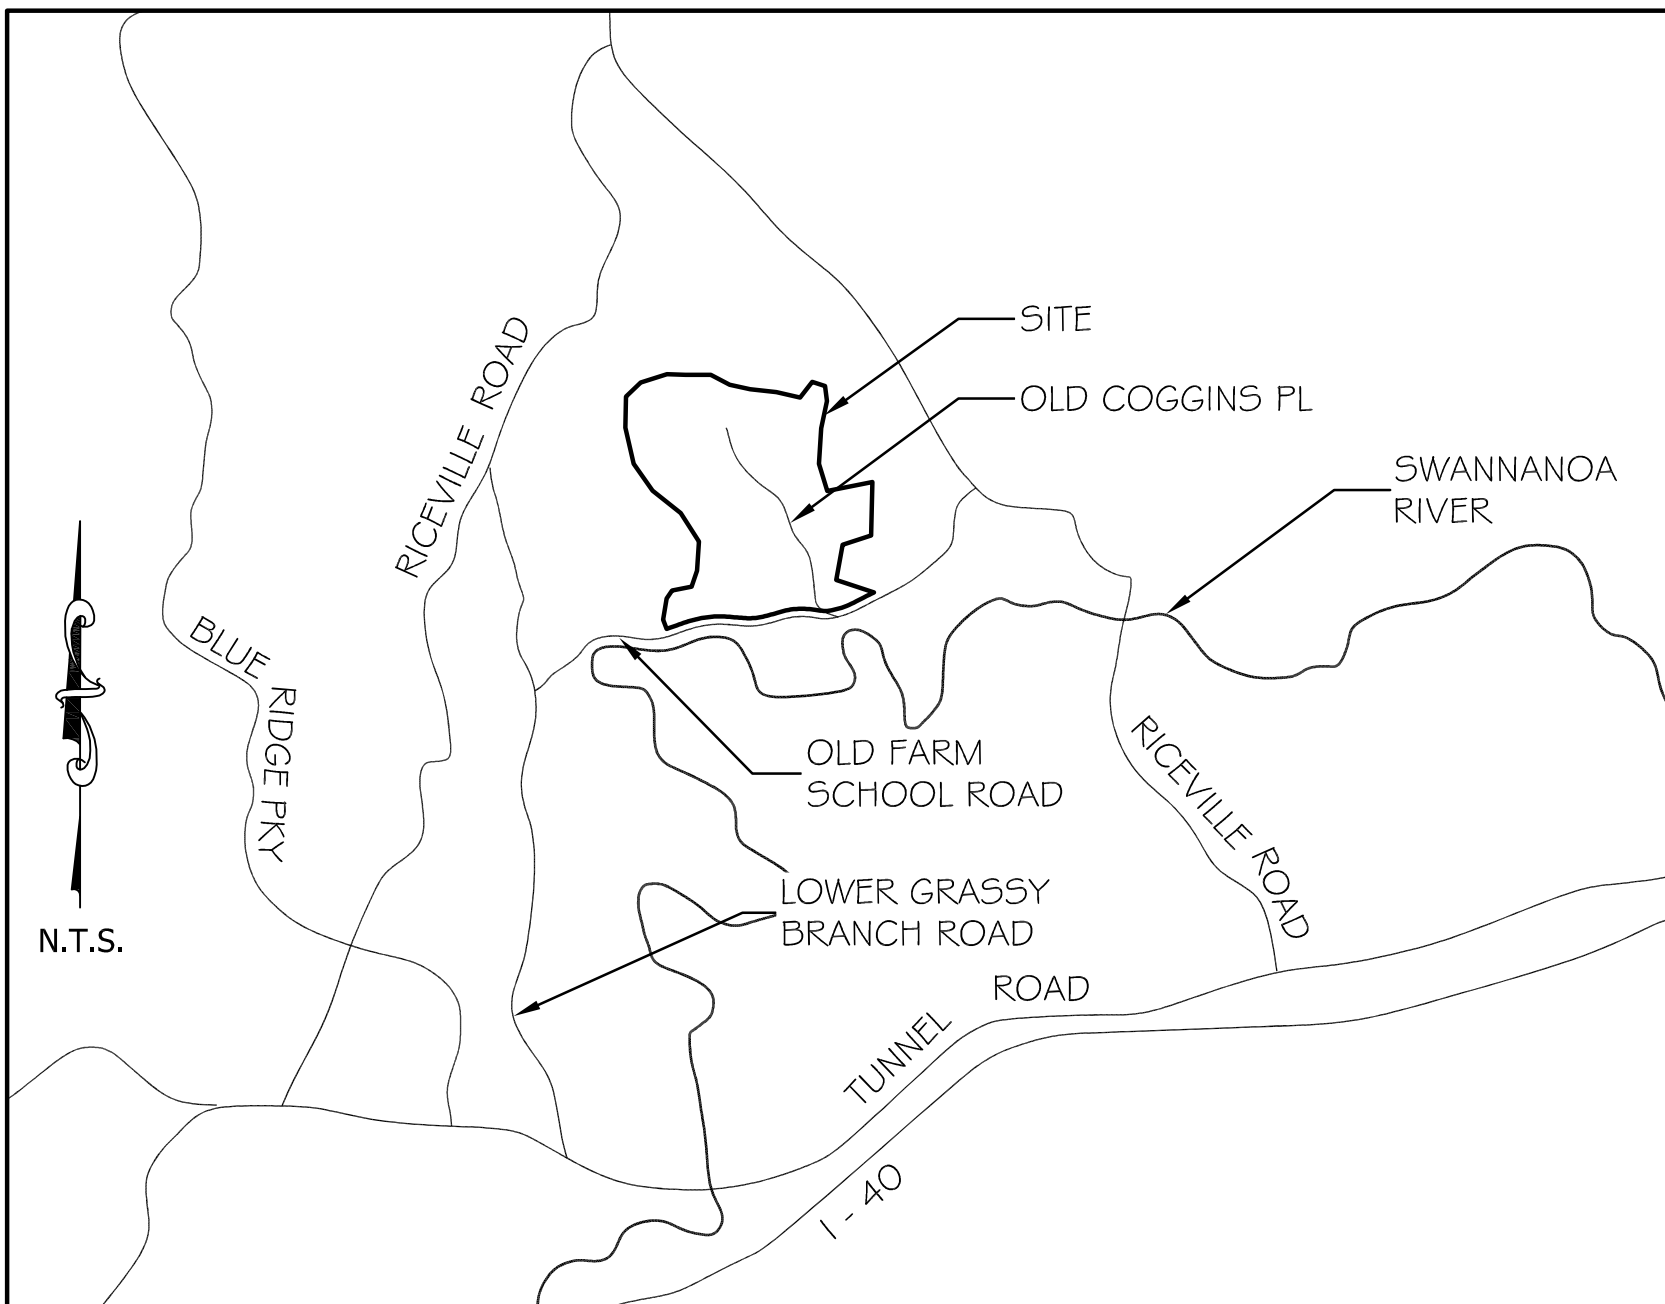 SITE
OLD COGGINS PL
RICEVILLE ROAD
SWANNANOA
RIVER
BLUE RIDGE PKY
OLD FARM
SCHOOL ROAD
RICEVILLE ROAD
LOWER GRASSY
BRANCH ROAD
N.T.S.
TUNNEL ROAD
I - 40